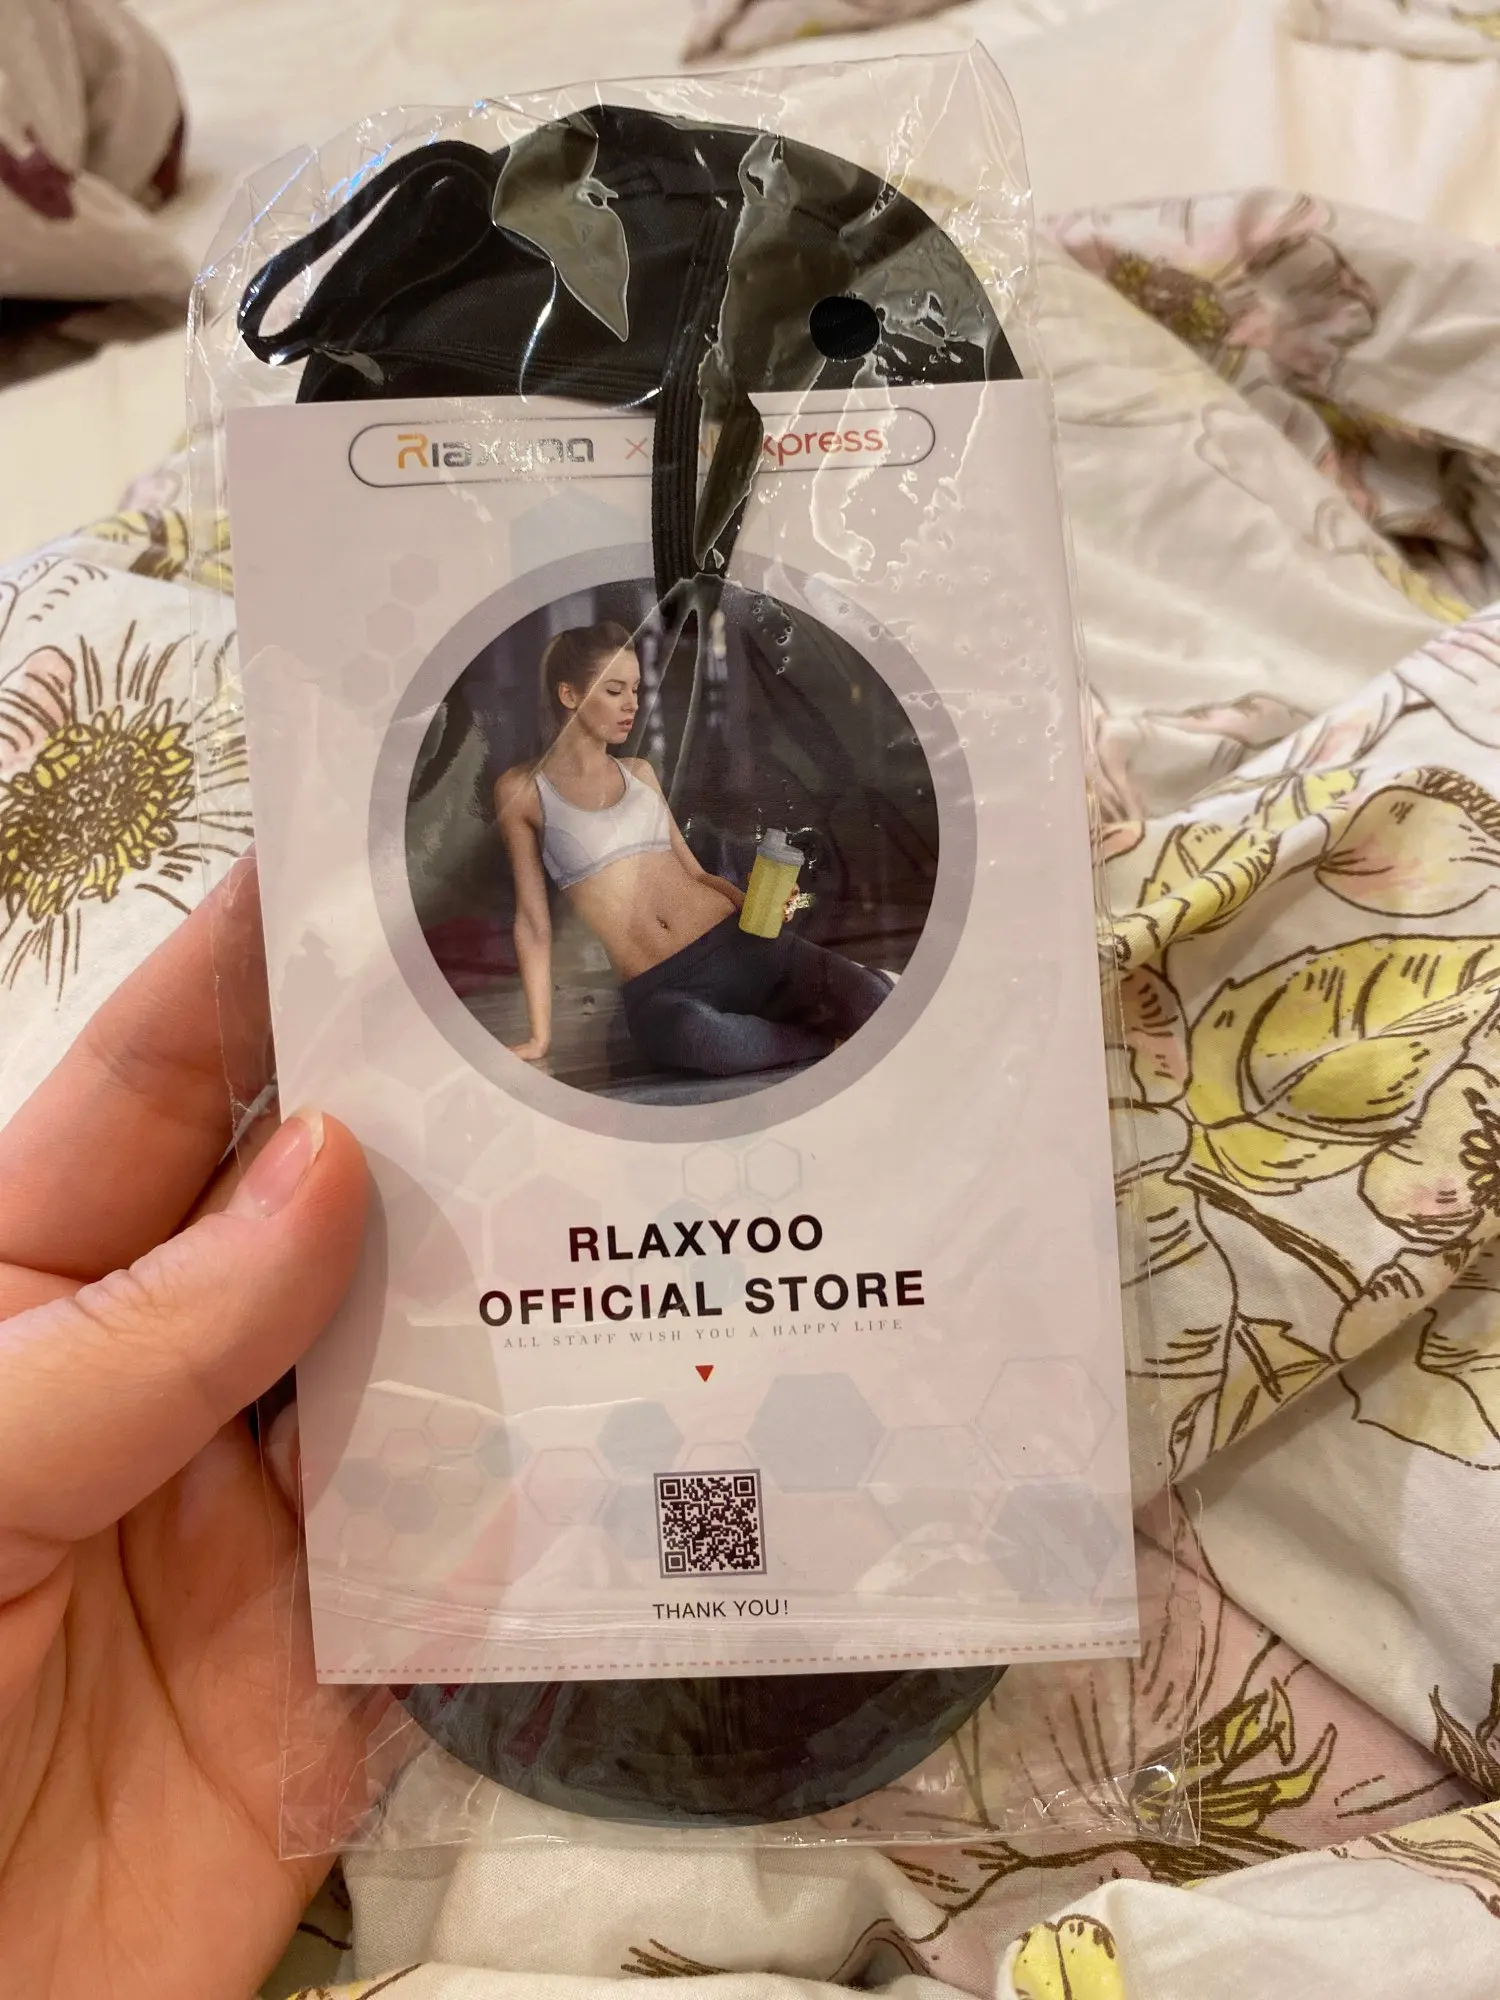 Rlaxyoo × xpress
RLAXYOO
OFFICIAL STORE
ALL STAFF WISH YOU A HAPPY LIFE
THANK YOU!